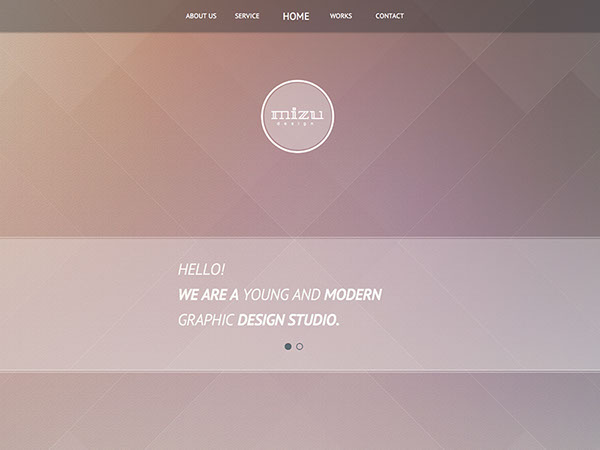 ABOUT US SERVICE HOME WORKS CONTACT
mizu
design
HELLO!
WE ARE A YOUNG AND MODERN
GRAPHIC DESIGN STUDIO.